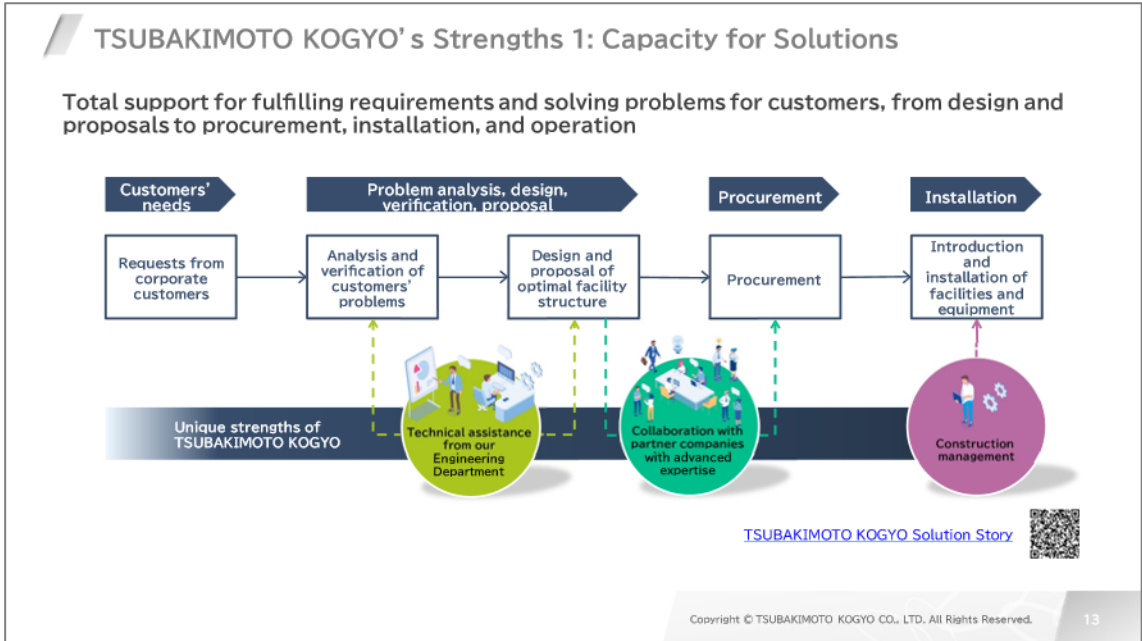 TSUBAKIMOTO KOGYO's Strengths 1: Capacity for Solutions
Total support for fulfilling requirements and solving problems for customers, from design and
proposals to procurement, installation, and operation
Customers'
needs
Problem analysis, design,
verification, proposal
Procurement
Installation
Requests from
corporate
customers
Analysis and
verification of
customers'
problems
Design and
proposal of
optimal facility
structure
Procurement
Introduction
and
installation of
facilities and
equipment
Unique strengths of
TSUBAKIMOTO KOGYO
Technical assistance
from our
Engineering
Department
Collaboration with
partner companies
with advanced
expertise
Construction
management
TSUBAKIMOTO KOGYO Solution Story
Copyright © TSUBAKIMOTO KOGYO CO., LTD. All Rights Reserved.
13